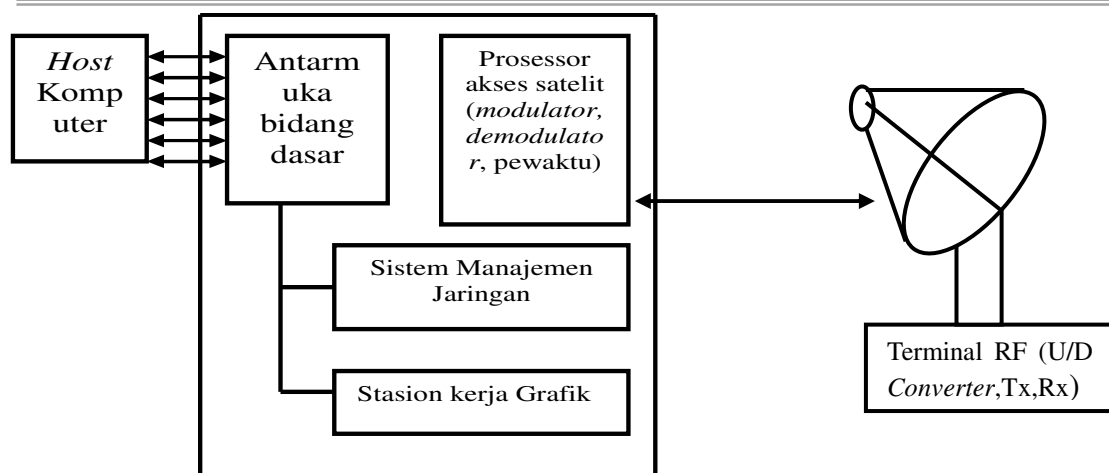 Host
Komp
uter
Antarm
uka
bidang
dasar
Prosessor
akses satelit
(modulator,
demodulato
r, pewaktu)
Sistem Manajemen
Jaringan
Stasion kerja Grafik
Terminal RF (U/D
Converter,Tx,Rx)